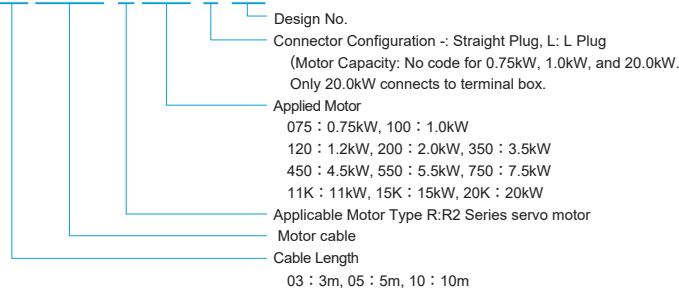 Design No.
Connector Configuration -: Straight Plug, L: L Plug
（Motor Capacity: No code for 0.75kW, 1.0kW, and 20.0kW.
Only 20.0kW connects to terminal box.
Applied Motor
075：0.75kW, 100：1.0kW
120：1.2kW, 200：2.0kW, 350：3.5kW
450：4.5kW, 550：5.5kW, 750：7.5kW
11K：11kW, 15K：15kW, 20K：20kW
Applicable Motor Type R:R2 Series servo motor
Motor cable
Cable Length
03：3m, 05：5m, 10：10m